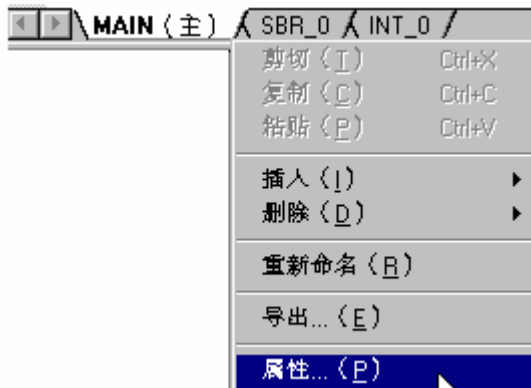 MAIN（主） SBR_0 INT_0
剪切（T） Ctrl+X
复制（C） Ctrl+C
粘贴（P） Ctrl+V
插入（I）
删除（D）
重新命名（R）
导出...（E）
属性...（P）